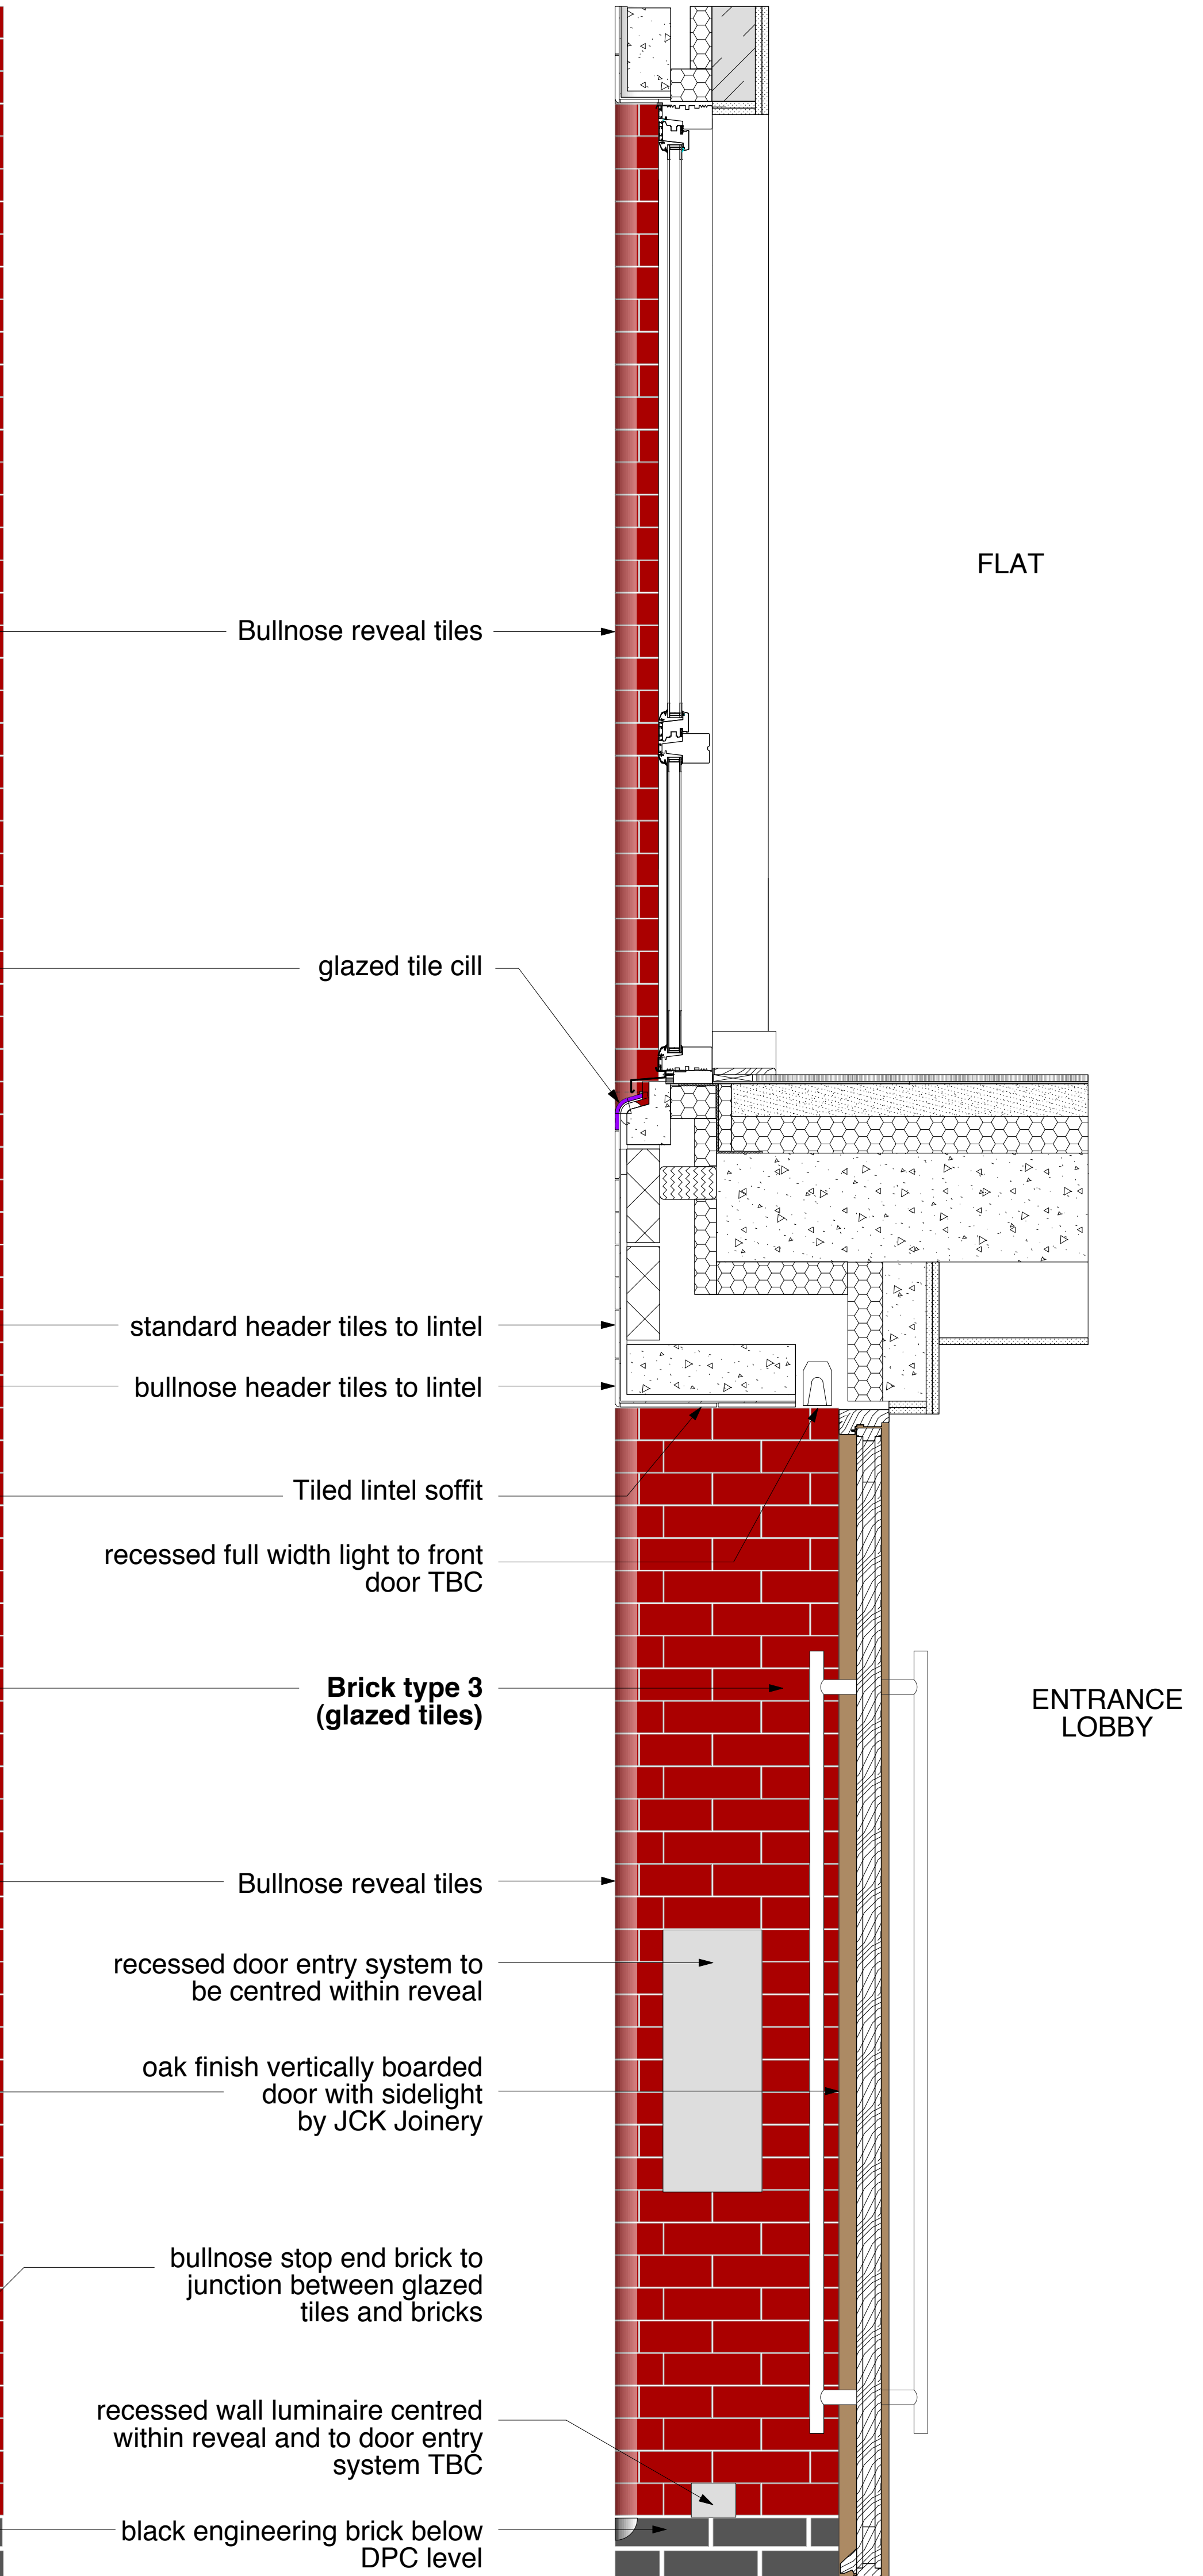 FLAT
Bullnose reveal tiles
glazed tile cill
standard header tiles to lintel
bullnose header tiles to lintel
Tiled lintel soffit
recessed full width light to front
door TBC
Brick type 3
(glazed tiles)
ENTRANCE
LOBBY
Bullnose reveal tiles
recessed door entry system to
be centred within reveal
oak finish vertically boarded
door with sidelight
by JCK Joinery
bullnose stop end brick to
junction between glazed
tiles and bricks
recessed wall luminaire centred
within reveal and to door entry
system TBC
black engineering brick below
DPC level